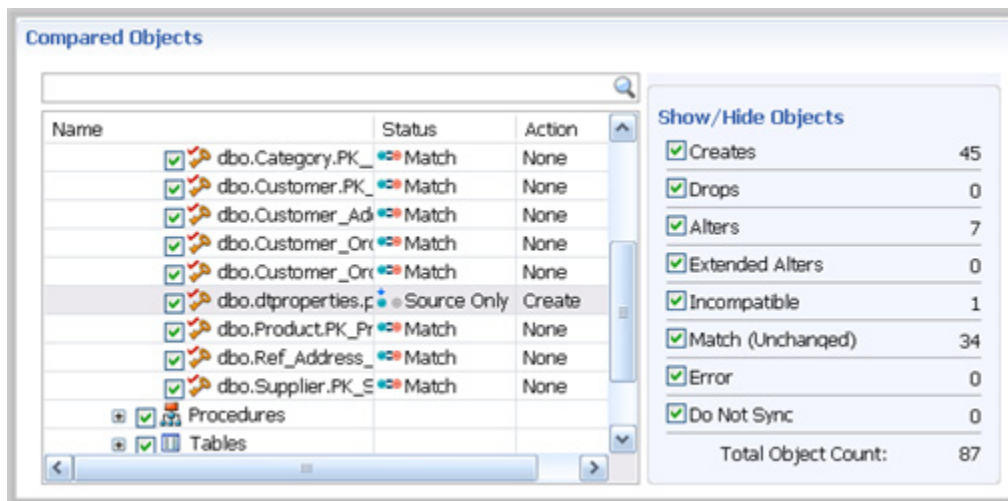 Compared Objects
Name Status Action
dbo.Category.PK_ Match None
dbo.Customer.PK_ Match None
dbo.Customer_Ad Match None
dbo.Customer_Or Match None
dbo.Customer_Or Match None
dbo.dtproperties.p Source Only Create
dbo.Product.PK_Pr Match None
dbo.Ref_Address_ Match None
dbo.Supplier.PK_S Match None
Procedures
Tables
Show/Hide Objects
Creates 45
Drops 0
Alters 7
Extended Alters 0
Incompatible 1
Match (Unchanged) 34
Error 0
Do Not Sync 0
Total Object Count: 87